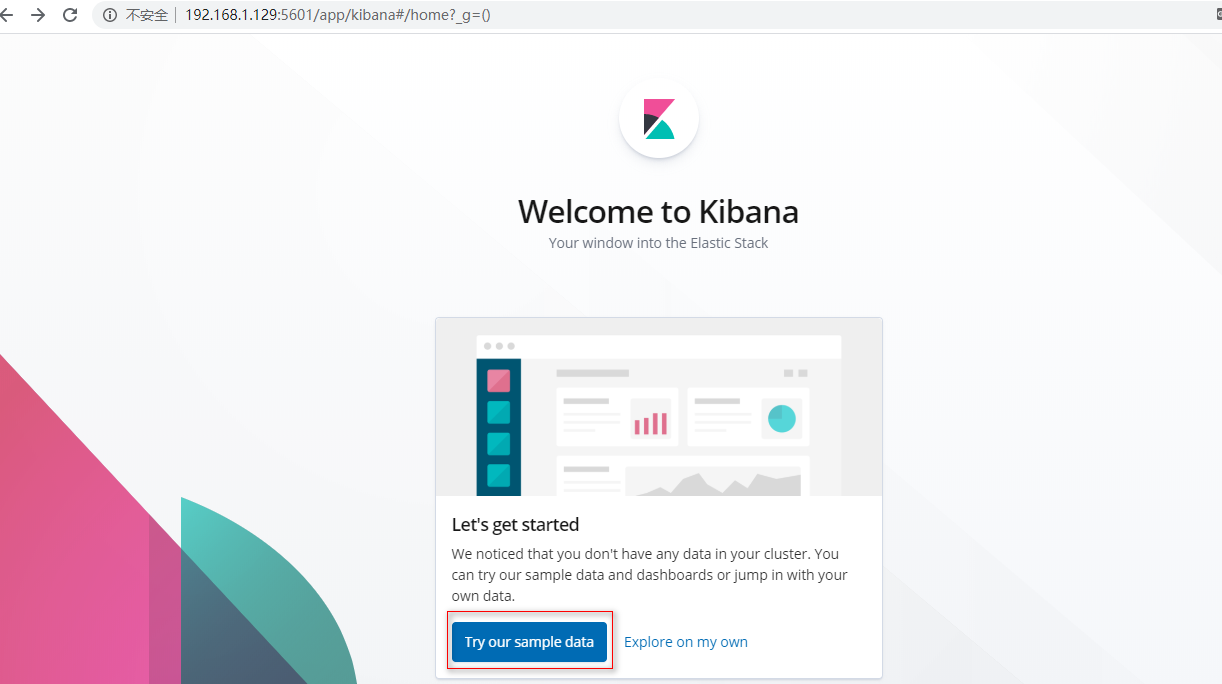 不安全 192.168.1.129:5601/app/kibana#/home?_g=()
Welcome to Kibana
Your window into the Elastic Stack
Let's get started
We noticed that you don't have any data in your cluster. You
can try our sample data and dashboards or jump in with your
own data.
Try our sample data Explore on my own